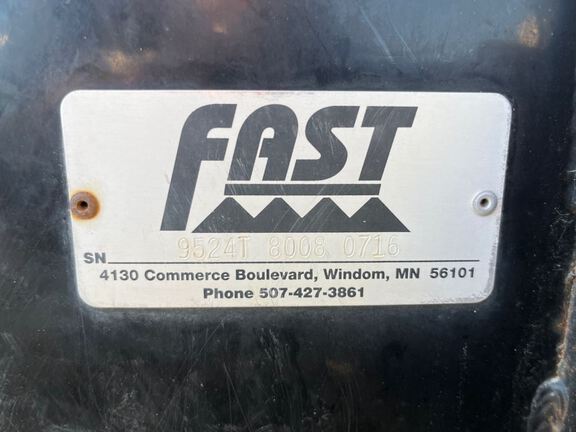 FAST
SN 9524T 8008 0716
4130 Commerce Boulevard, Windom, MN 56101
Phone 507-427-3861